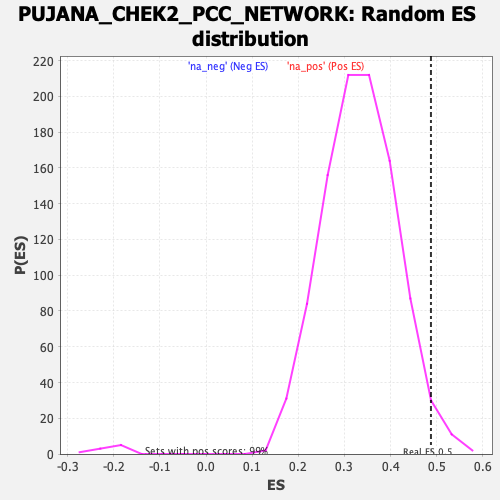 PUJANA_CHEK2_PCC_NETWORK: Random ES
distribution
'na_neg' (Neg ES) 'na_pos' (Pos ES)
220
200
180
160
140
120
100
80
60
40
20
0
P(ES)
Sets with pos scores: 99%
Real ES 0.5
-0.3 -0.2 -0.1 0.0 0.1 0.2 0.3 0.4 0.5 0.6
ES